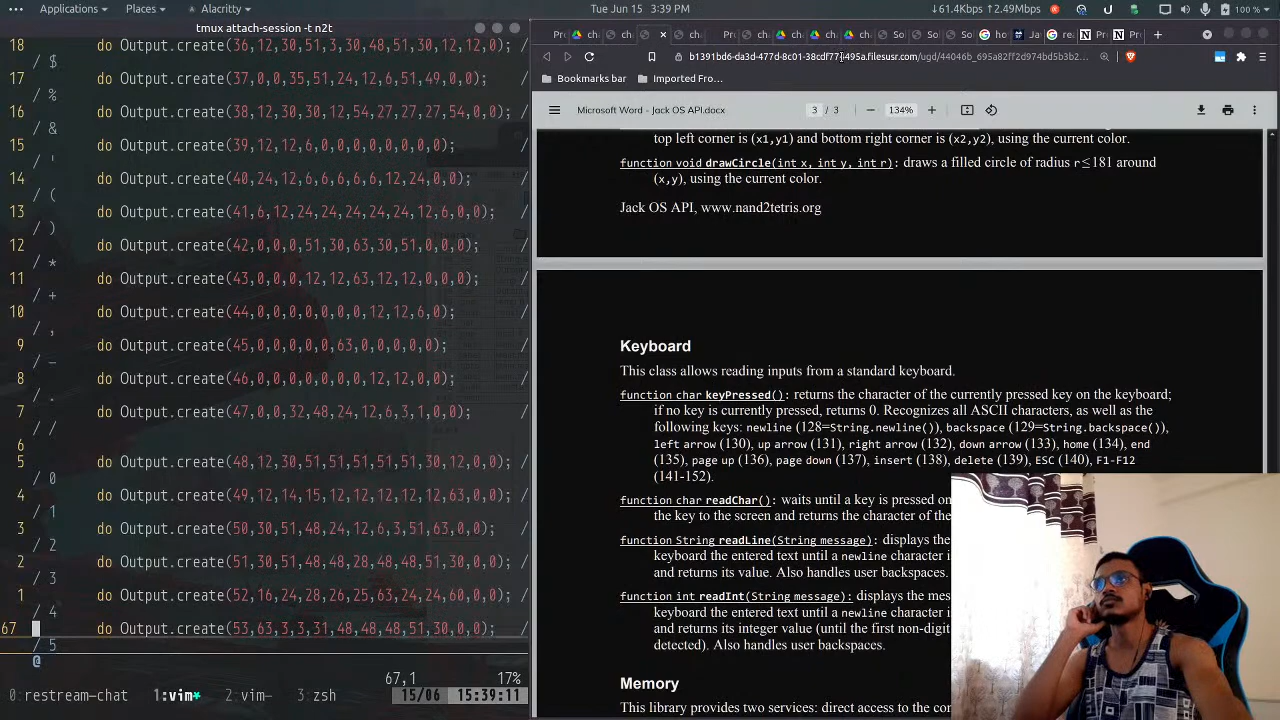 Applications Places Alacritty Tue Jun 15 3:39 PM ↓61.4KBytes ↑2.49MBytes 100 %
tmux attach-session -t n2t
18 do Output.create(36,12,30,51,3,30,48,51,30,12,12,0); /
/ $
17 do Output.create(37,0,0,35,51,24,12,6,51,49,0,0); /
/ %
16 do Output.create(38,12,30,30,12,54,27,27,27,54,0,0); /
/ &
15 do Output.create(39,12,12,6,0,0,0,0,0,0,0,0); /
/ '
14 do Output.create(40,24,12,6,6,6,6,6,12,24,0,0); /
/ (
13 do Output.create(41,6,12,24,24,24,24,24,12,6,0,0); /
/ )
12 do Output.create(42,0,0,0,51,30,63,30,51,0,0,0); /
/ *
11 do Output.create(43,0,0,0,12,12,63,12,12,0,0,0); /
/ +
10 do Output.create(44,0,0,0,0,0,0,0,12,12,6,0); /
/ ,
9 do Output.create(45,0,0,0,0,0,63,0,0,0,0,0); /
/ -
8 do Output.create(46,0,0,0,0,0,0,0,12,12,0,0); /
/ .
7 do Output.create(47,0,0,32,48,24,12,6,3,1,0,0); /
/ /
6
5 do Output.create(48,12,30,51,51,51,51,51,30,12,0,0); /
/ 0
4 do Output.create(49,12,14,15,12,12,12,12,12,63,0,0); /
/ 1
3 do Output.create(50,30,51,48,24,12,6,3,51,63,0,0); /
/ 2
2 do Output.create(51,30,51,48,48,28,48,48,51,30,0,0); /
/ 3
1 do Output.create(52,16,24,28,26,25,63,24,24,60,0,0); /
/ 4
67 do Output.create(53,63,3,3,31,48,48,48,51,30,0,0); /
/ 5
@
67,1 17%
0:restream-chat 1:vim* 2:vim- 3:zsh 15/06 15:39:11
b1391bd6-da3d-477d-8c01-38cdf77 495a.filesusr.com/ugd/44046b_695a82ff2d974bd5b3b2...
Bookmarks bar Imported Fro...
Microsoft Word - Jack OS API.docx 3 / 3 134%
top left corner is (x1,y1) and bottom right corner is (x2,y2), using the current color.
function void drawCircle(int x, int y, int r): draws a filled circle of radius r≤181 around
(x,y), using the current color.
Jack OS API, www.nand2tetris.org
Keyboard
This class allows reading inputs from a standard keyboard.
function char keyPressed(): returns the character of the currently pressed key on the keyboard;
if no key is currently pressed, returns 0. Recognizes all ASCII characters, as well as the
following keys: newline (128=String.newline()), backspace (129=String.backspace()),
left arrow (130), up arrow (131), right arrow (132), down arrow (133), home (134), end
(135), page up (136), page down (137), insert (138), delete (139), ESC (140), F1-F12
(141-152).
function char readChar(): waits until a key is pressed on
the key to the screen and returns the character of the
function String readLine(String message): displays the
keyboard the entered text until a newline character i
and returns its value. Also handles user backspaces.
function int readInt(String message): displays the mes
keyboard the entered text until a newline character i
and returns its integer value (until the first non-digit
detected). Also handles user backspaces.
Memory
This library provides two services: direct access to the co